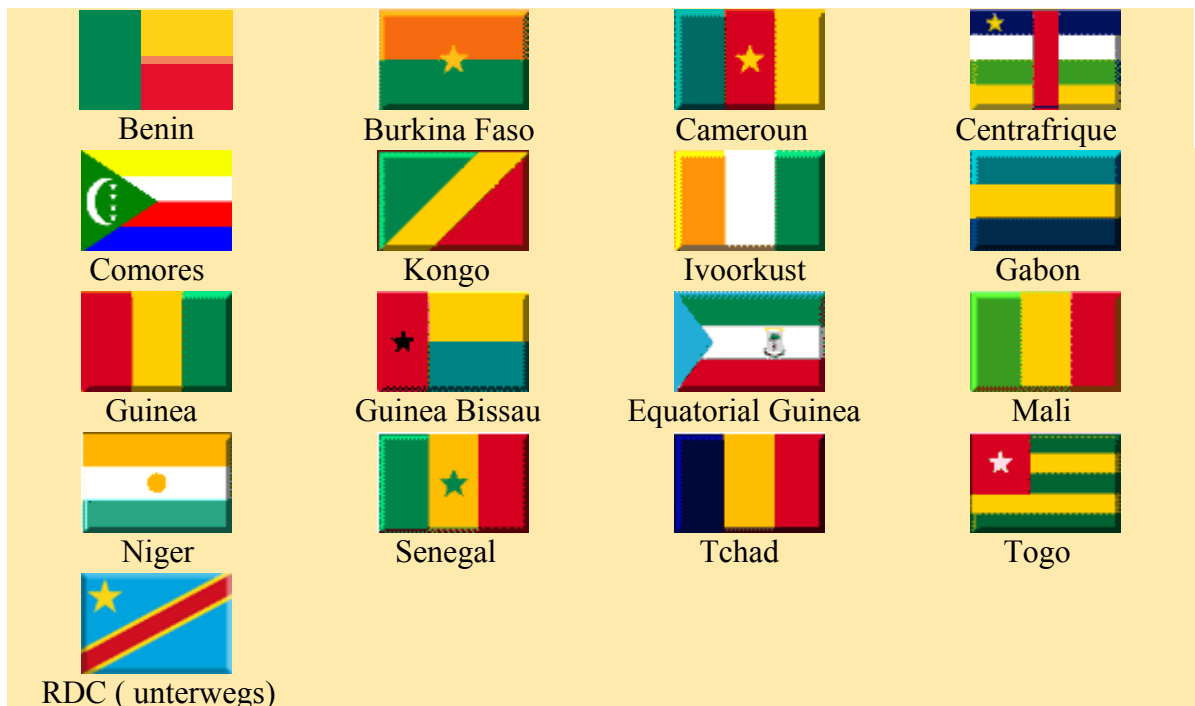 Benin Burkina Faso Cameroun Centrafrique
Comores Kongo Ivoorkust Gabon
Guinea Guinea Bissau Equatorial Guinea Mali
Niger Senegal Tchad Togo
RDC ( unterwegs)